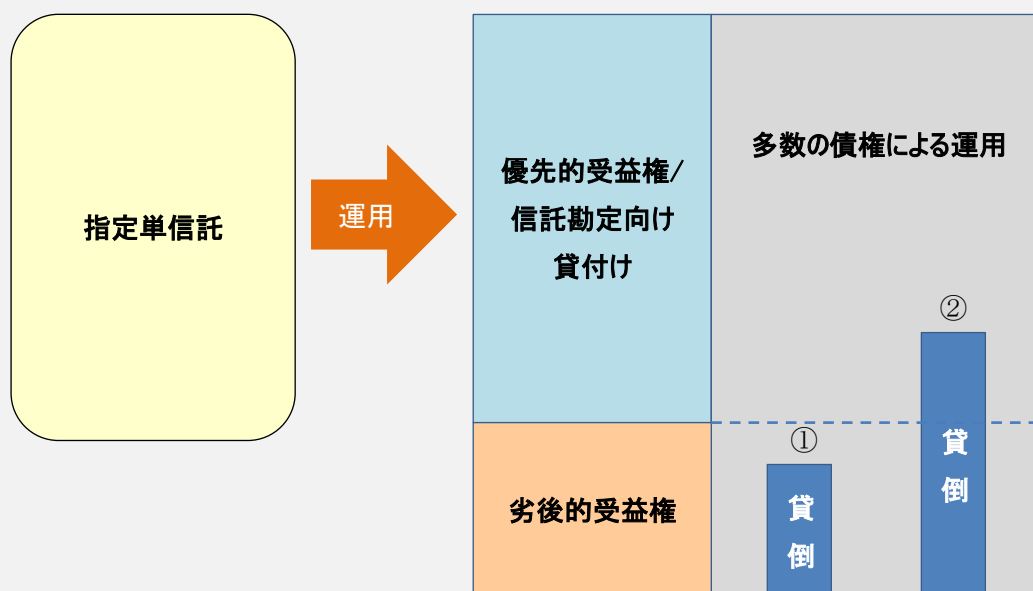 指定単信託
運用
優先的受益権/
信託勘定向け
貸付け
劣後的受益権
多数の債権による運用
①
貸
倒
②
貸
倒